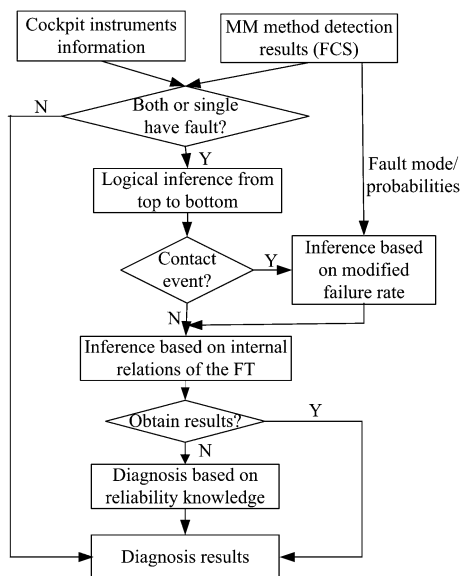 Cockpit instruments
information
MM method detection
results (FCS)
N
Both or single
have fault?
Y
Fault mode/
probabilities
Logical inference from
top to bottom
Contact
event?
Y
Inference based
on modified
failure rate
N
Inference based on internal
relations of the FT
Obtain results?
Y
N
Diagnosis based on
reliability knowledge
Diagnosis results